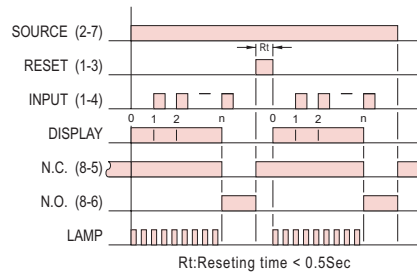 SOURCE (2-7)
Rt
RESET (1-3)
INPUT (1-4)
0 1 2 n 0 1 2 n
DISPLAY
N.C. (8-5)
N.O. (8-6)
LAMP
Rt:Reseting time < 0.5Sec